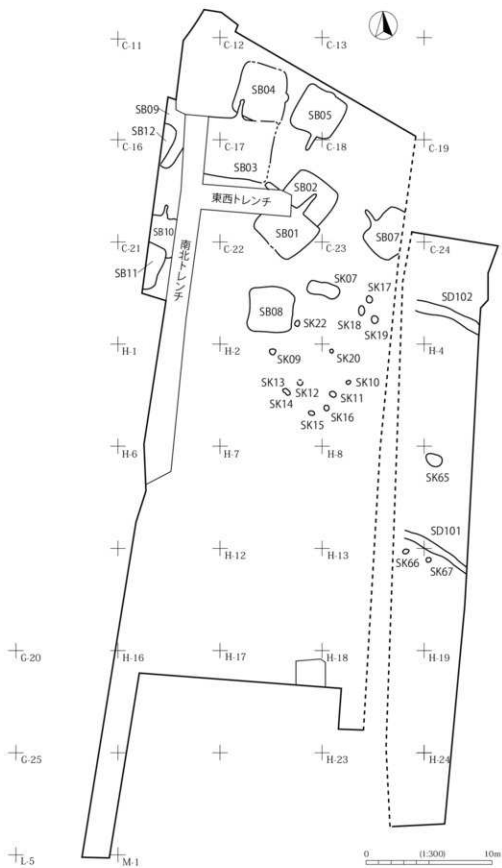 C-11
C-12
C-13
SB04
SB05
SB09
SB12
C-16
C-17
C-18
C-19
SB03
SB02
東西トレンチ
SB10
SB01
SB07
C-21
C-22
C-23
C-24
南北トレンチ
SB11
SK07
SK17
SD102
SB08
SK18
SK22
SK19
H-1
H-2
H-4
SK09
SK20
SK13
SK12
SK10
SK14
SK11
SK15
SK16
H-6
H-7
H-8
SK65
SD101
H-12
H-13
SK66
SK67
G-20
H-16
H-17
H-18
H-19
G-25
H-23
H-24
L-5
M-1
0
(1:300)
10m